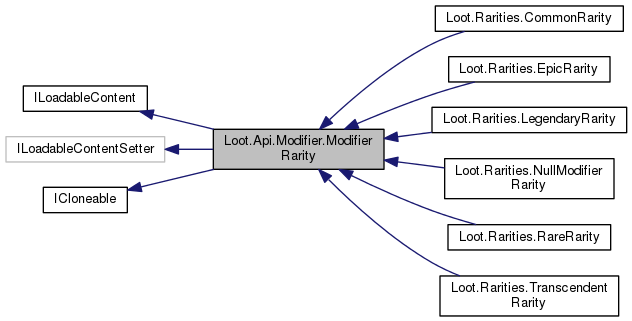 Loot.Rarities.CommonRarity
Loot.Rarities.EpicRarity
ILoadableContent
Loot.Rarities.LegendaryRarity
Loot.Api.Modifier.Modifier
Rarity
ILoadableContentSetter
Loot.Rarities.NullModifier
Rarity
ICloneable
Loot.Rarities.RareRarity
Loot.Rarities.Transcendent
Rarity